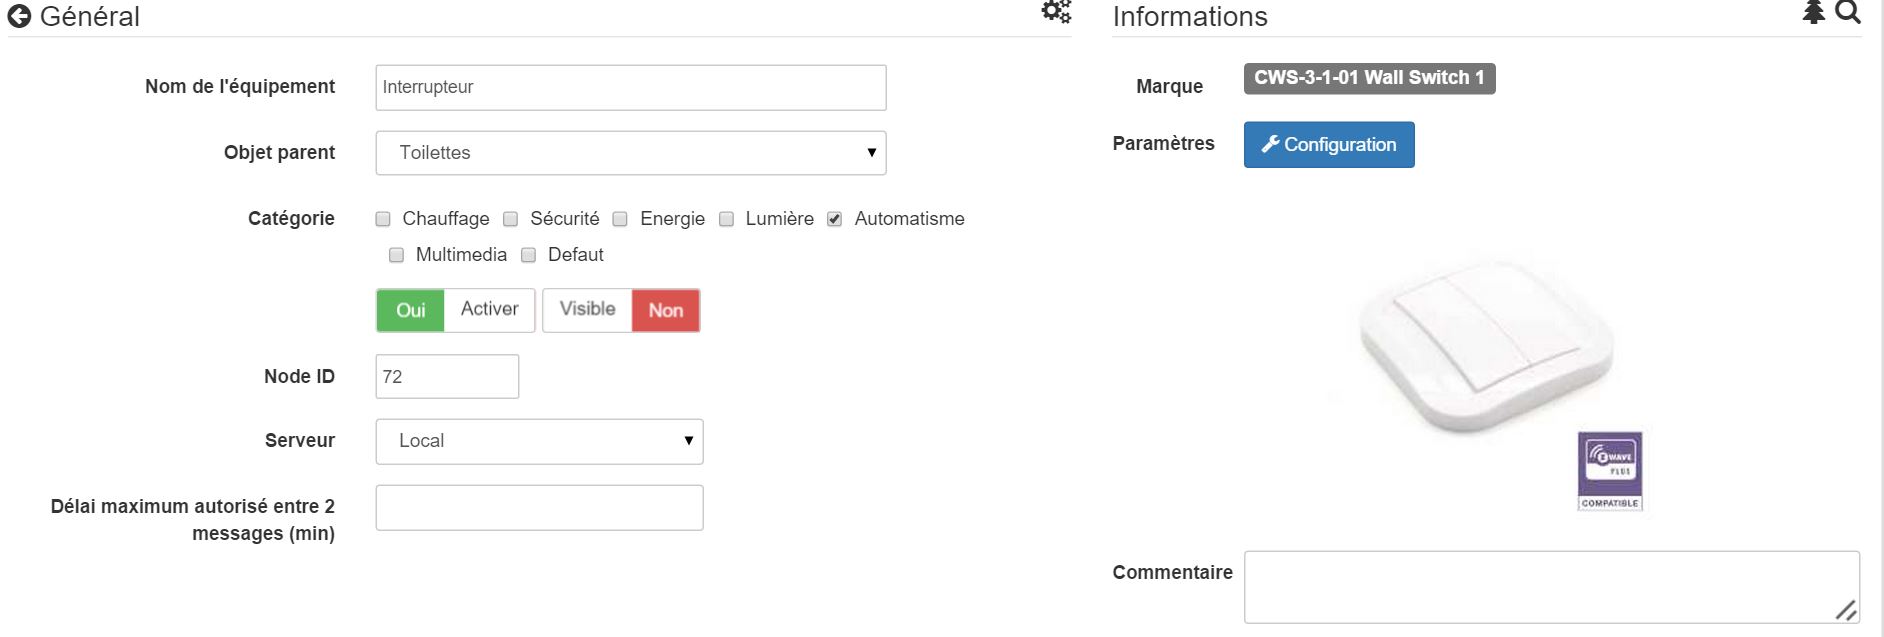 Général
Nom de l'équipement
Interrupteur
Objet parent
Toilettes
Catégorie
Chauffage Sécurité Energie Lumière Automatisme
Multimedia Defaut
Oui Activer Visible Non
Node ID
72
Serveur
Local
Délai maximum autorisé entre 2
messages (min)
Informations
Marque
CWS-3-1-01 Wall Switch 1
Paramètres
Configuration
Z WAVE
PLUS
COMPATIBLE
Commentaire